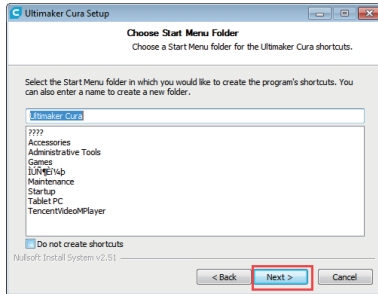 Ultimaker Cura Setup
Choose Start Menu Folder
Choose a Start Menu folder for the Ultimaker Cura shortcuts.
Select the Start Menu folder in which you would like to create the program's shortcuts. You
can also enter a name to create a new folder.
Ultimaker Cura
????
Accessories
Administrative Tools
Games
Maintenance
Startup
Tablet PC
TencentVideoMPlayer
Do not create shortcuts
Nullsoft Install System v2.51
< Back
Next >
Cancel